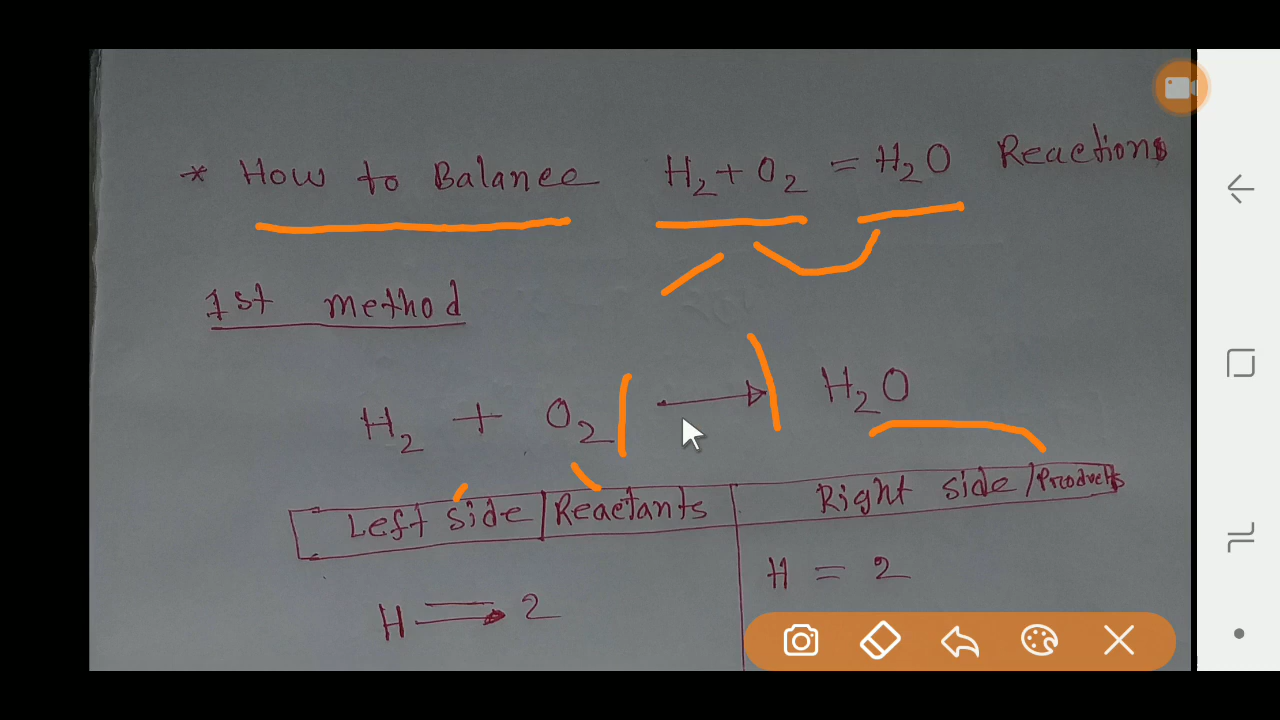 * How to Balance H₂ + O₂ = H₂O Reactions
1st method
H₂ + O₂ → H₂O
Left side/Reactants Right side/Products
H = 2 H = 2